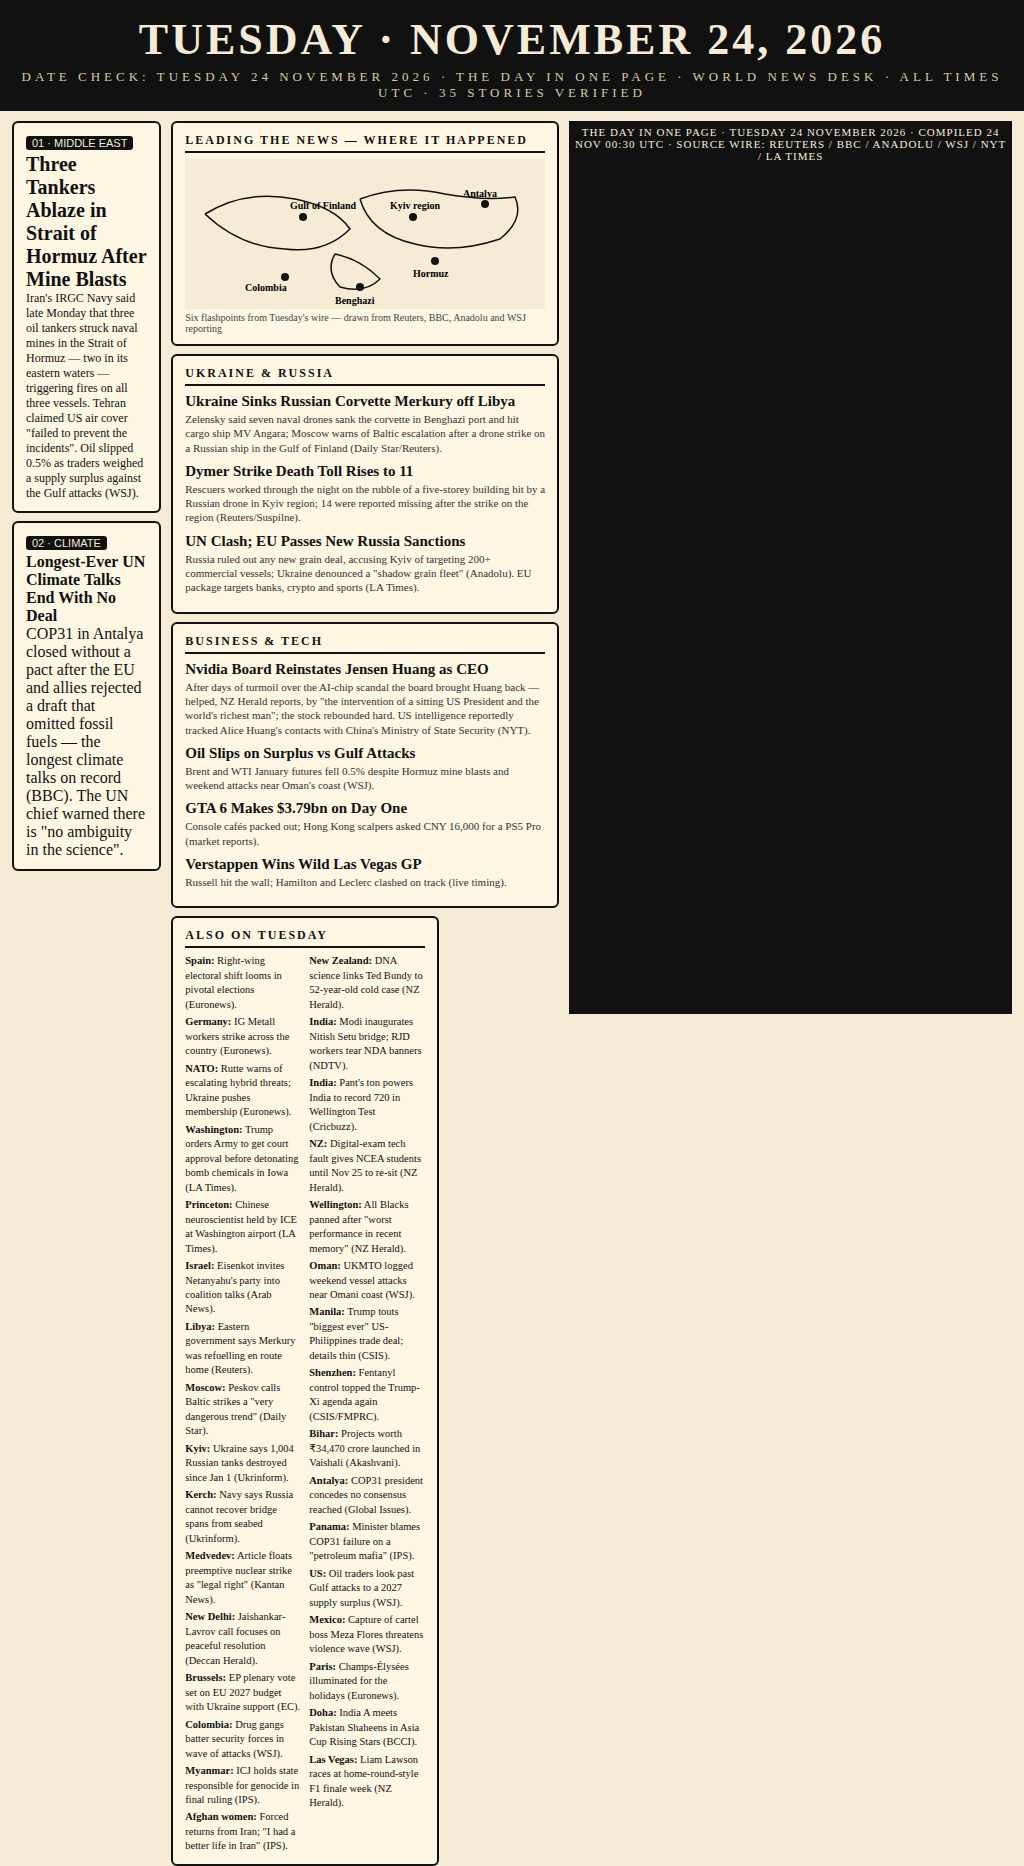 TUESDAY · NOVEMBER 24, 2026
DATE CHECK: TUESDAY 24 NOVEMBER 2026 · THE DAY IN ONE PAGE · WORLD NEWS DESK · ALL TIMES
UTC · 35 STORIES VERIFIED
01 · MIDDLE EAST
Three
Tankers
Ablaze in
Strait of
Hormuz After
Mine Blasts
Iran's IRGC Navy said
late Monday that three
oil tankers struck naval
mines in the Strait of
Hormuz — two in its
eastern waters —
triggering fires on all
three vessels. Tehran
claimed US air cover
"failed to prevent the
incidents". Oil slipped
0.5% as traders weighed
a supply surplus against
the Gulf attacks (WSJ).
02 · CLIMATE
Longest-Ever UN
Climate Talks
End With No
Deal
COP31 in Antalya
closed without a
pact after the EU
and allies rejected
a draft that
omitted fossil
fuels — the
longest climate
talks on record
(BBC). The UN
chief warned there
is "no ambiguity
in the science".
LEADING THE NEWS — WHERE IT HAPPENED
Antalya
Gulf of Finland
Kyiv region
Hormuz
Colombia
Benghazi
Six flashpoints from Tuesday's wire — drawn from Reuters, BBC, Anadolu and WSJ
reporting
UKRAINE & RUSSIA
Ukraine Sinks Russian Corvette Merkury off Libya
Zelensky said seven naval drones sank the corvette in Benghazi port and hit
cargo ship MV Angara; Moscow warns of Baltic escalation after a drone strike on
a Russian ship in the Gulf of Finland (Daily Star/Reuters).
Dymer Strike Death Toll Rises to 11
Rescuers worked through the night on the rubble of a five-storey building hit by a
Russian drone in Kyiv region; 14 were reported missing after the strike on the
region (Reuters/Suspilne).
UN Clash; EU Passes New Russia Sanctions
Russia ruled out any new grain deal, accusing Kyiv of targeting 200+
commercial vessels; Ukraine denounced a "shadow grain fleet" (Anadolu). EU
package targets banks, crypto and sports (LA Times).
BUSINESS & TECH
Nvidia Board Reinstates Jensen Huang as CEO
After days of turmoil over the AI-chip scandal the board brought Huang back —
helped, NZ Herald reports, by "the intervention of a sitting US President and the
world's richest man"; the stock rebounded hard. US intelligence reportedly
tracked Alice Huang's contacts with China's Ministry of State Security (NYT).
Oil Slips on Surplus vs Gulf Attacks
Brent and WTI January futures fell 0.5% despite Hormuz mine blasts and
weekend attacks near Oman's coast (WSJ).
GTA 6 Makes $3.79bn on Day One
Console cafés packed out; Hong Kong scalpers asked CNY 16,000 for a PS5 Pro
(market reports).
Verstappen Wins Wild Las Vegas GP
Russell hit the wall; Hamilton and Leclerc clashed on track (live timing).
ALSO ON TUESDAY
Spain: Right-wing
electoral shift looms in
pivotal elections
(Euronews).
Germany: IG Metall
workers strike across the
country (Euronews).
NATO: Rutte warns of
escalating hybrid threats;
Ukraine pushes
membership (Euronews).
Washington: Trump
orders Army to get court
approval before detonating
bomb chemicals in Iowa
(LA Times).
Princeton: Chinese
neuroscientist held by ICE
at Washington airport (LA
Times).
Israel: Eisenkot invites
Netanyahu's party into
coalition talks (Arab
News).
Libya: Eastern
government says Merkury
was refuelling en route
home (Reuters).
Moscow: Peskov calls
Baltic strikes a "very
dangerous trend" (Daily
Star).
Kyiv: Ukraine says 1,004
Russian tanks destroyed
since Jan 1 (Ukrinform).
Kerch: Navy says Russia
cannot recover bridge
spans from seabed
(Ukrinform).
Medvedev: Article floats
preemptive nuclear strike
as "legal right" (Kantan
News).
New Delhi: Jaishankar-
Lavrov call focuses on
peaceful resolution
(Deccan Herald).
Brussels: EP plenary vote
set on EU 2027 budget
with Ukraine support (EC).
Colombia: Drug gangs
batter security forces in
wave of attacks (WSJ).
Myanmar: ICJ holds state
responsible for genocide in
final ruling (IPS).
Afghan women: Forced
returns from Iran; "I had a
better life in Iran" (IPS).
New Zealand: DNA
science links Ted Bundy to
52-year-old cold case (NZ
Herald).
India: Modi inaugurates
Nitish Setu bridge; RJD
workers tear NDA banners
(NDTV).
India: Pant's ton powers
India to record 720 in
Wellington Test
(Cricbuzz).
NZ: Digital-exam tech
fault gives NCEA students
until Nov 25 to re-sit (NZ
Herald).
Wellington: All Blacks
panned after "worst
performance in recent
memory" (NZ Herald).
Oman: UKMTO logged
weekend vessel attacks
near Omani coast (WSJ).
Manila: Trump touts
"biggest ever" US-
Philippines trade deal;
details thin (CSIS).
Shenzhen: Fentanyl
control topped the Trump-
Xi agenda again
(CSIS/FMPRC).
Bihar: Projects worth
₹34,470 crore launched in
Vaishali (Akashvani).
Antalya: COP31 president
concedes no consensus
reached (Global Issues).
Panama: Minister blames
COP31 failure on a
"petroleum mafia" (IPS).
US: Oil traders look past
Gulf attacks to a 2027
supply surplus (WSJ).
Mexico: Capture of cartel
boss Meza Flores threatens
violence wave (WSJ).
Paris: Champs-Élysées
illuminated for the
holidays (Euronews).
Doha: India A meets
Pakistan Shaheens in Asia
Cup Rising Stars (BCCI).
Las Vegas: Liam Lawson
races at home-round-style
F1 finale week (NZ
Herald).
THE DAY IN ONE PAGE · TUESDAY 24 NOVEMBER 2026 · COMPILED 24
NOV 00:30 UTC · SOURCE WIRE: REUTERS / BBC / ANADOLU / WSJ / NYT
/ LA TIMES